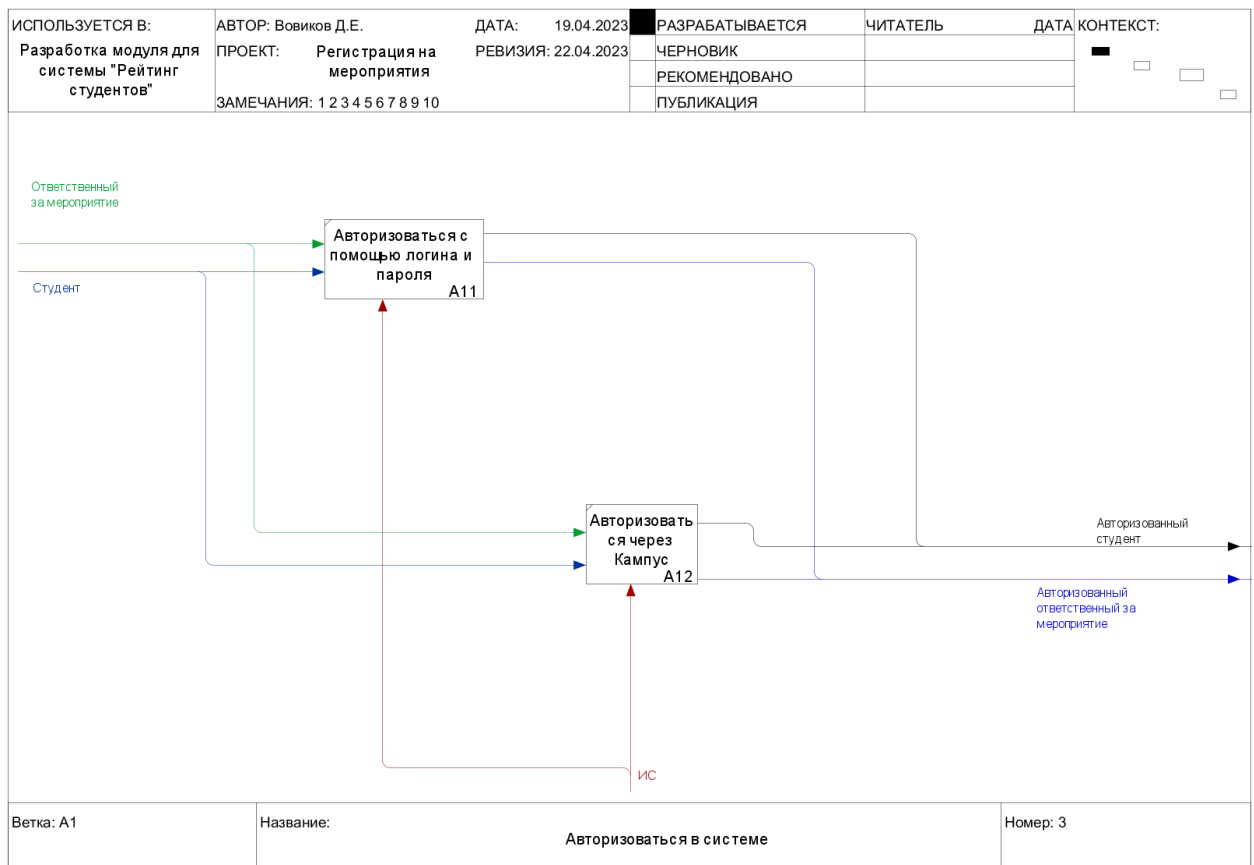 ИСПОЛЬЗУЕТСЯ В:
Разработка модуля для
системы "Рейтинг
студентов"
АВТОР: Вовиков Д.Е.
ДАТА: 19.04.2023
ПРОЕКТ: Регистрация на
мероприятия
РЕВИЗИЯ: 22.04.2023
ЗАМЕЧАНИЯ: 1 2 3 4 5 6 7 8 9 10
РАЗРАБАТЫВАЕТСЯ
ЧЕРНОВИК
РЕКОМЕНДОВАНО
ПУБЛИКАЦИЯ
ЧИТАТЕЛЬ
ДАТА
КОНТЕКСТ:
Ответственный
за мероприятие
Студент
Авторизоваться с
помощью логина и
пароля
A11
Авторизовать
ся через
Кампус
A12
Авторизованный
студент
Авторизованный
ответственный за
мероприятие
ИС
Ветка: A1
Название:
Авторизоваться в системе
Номер: 3